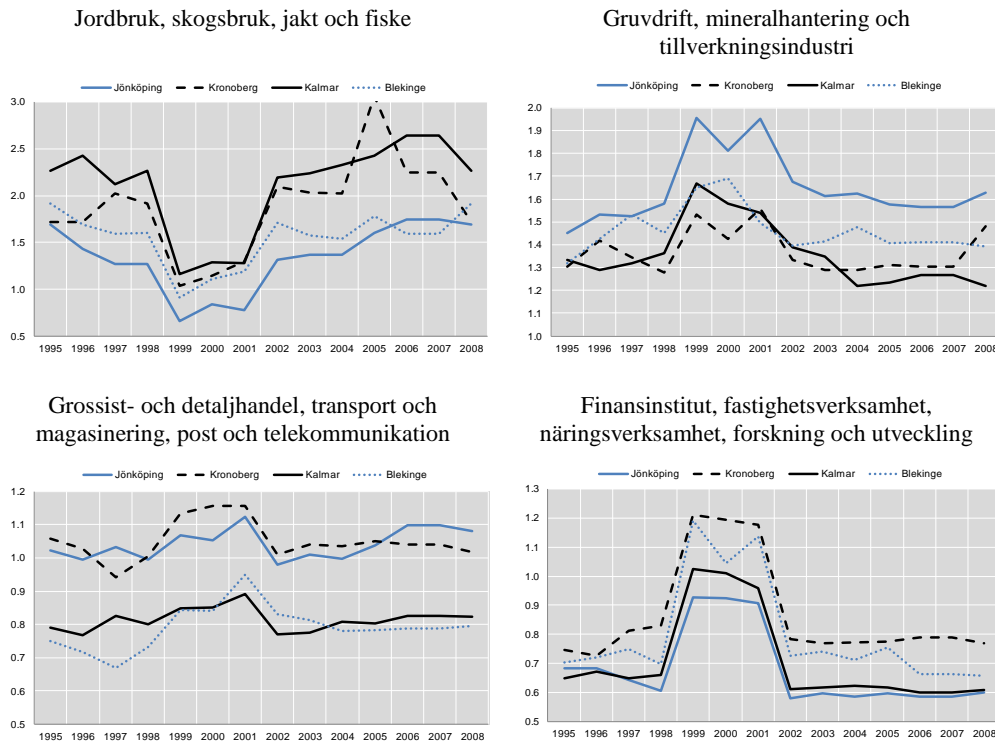 Jordbruk, skogsbruk, jakt och fiske
Jönköping Kronoberg Kalmar Blekinge
3.0
2.5
2.0
1.5
1.0
0.5
1995 1996 1997 1998 1999 2000 2001 2002 2003 2004 2005 2006 2007 2008
Gruvdrift, mineralhantering och
tillverkningsindustri
Jönköping Kronoberg Kalmar Blekinge
2.0
1.9
1.8
1.7
1.6
1.5
1.4
1.3
1.2
1.1
1.0
1995 1996 1997 1998 1999 2000 2001 2002 2003 2004 2005 2006 2007 2008
Grossist- och detaljhandel, transport och
magasinering, post och telekommunikation
Jönköping Kronoberg Kalmar Blekinge
1.2
1.1
1.0
0.9
0.8
0.7
0.6
0.5
1995 1996 1997 1998 1999 2000 2001 2002 2003 2004 2005 2006 2007 2008
Finansinstitut, fastighetsverksamhet,
näringsverksamhet, forskning och utveckling
Jönköping Kronoberg Kalmar Blekinge
1.3
1.2
1.1
1.0
0.9
0.8
0.7
0.6
0.5
1995 1996 1997 1998 1999 2000 2001 2002 2003 2004 2005 2006 2007 2008